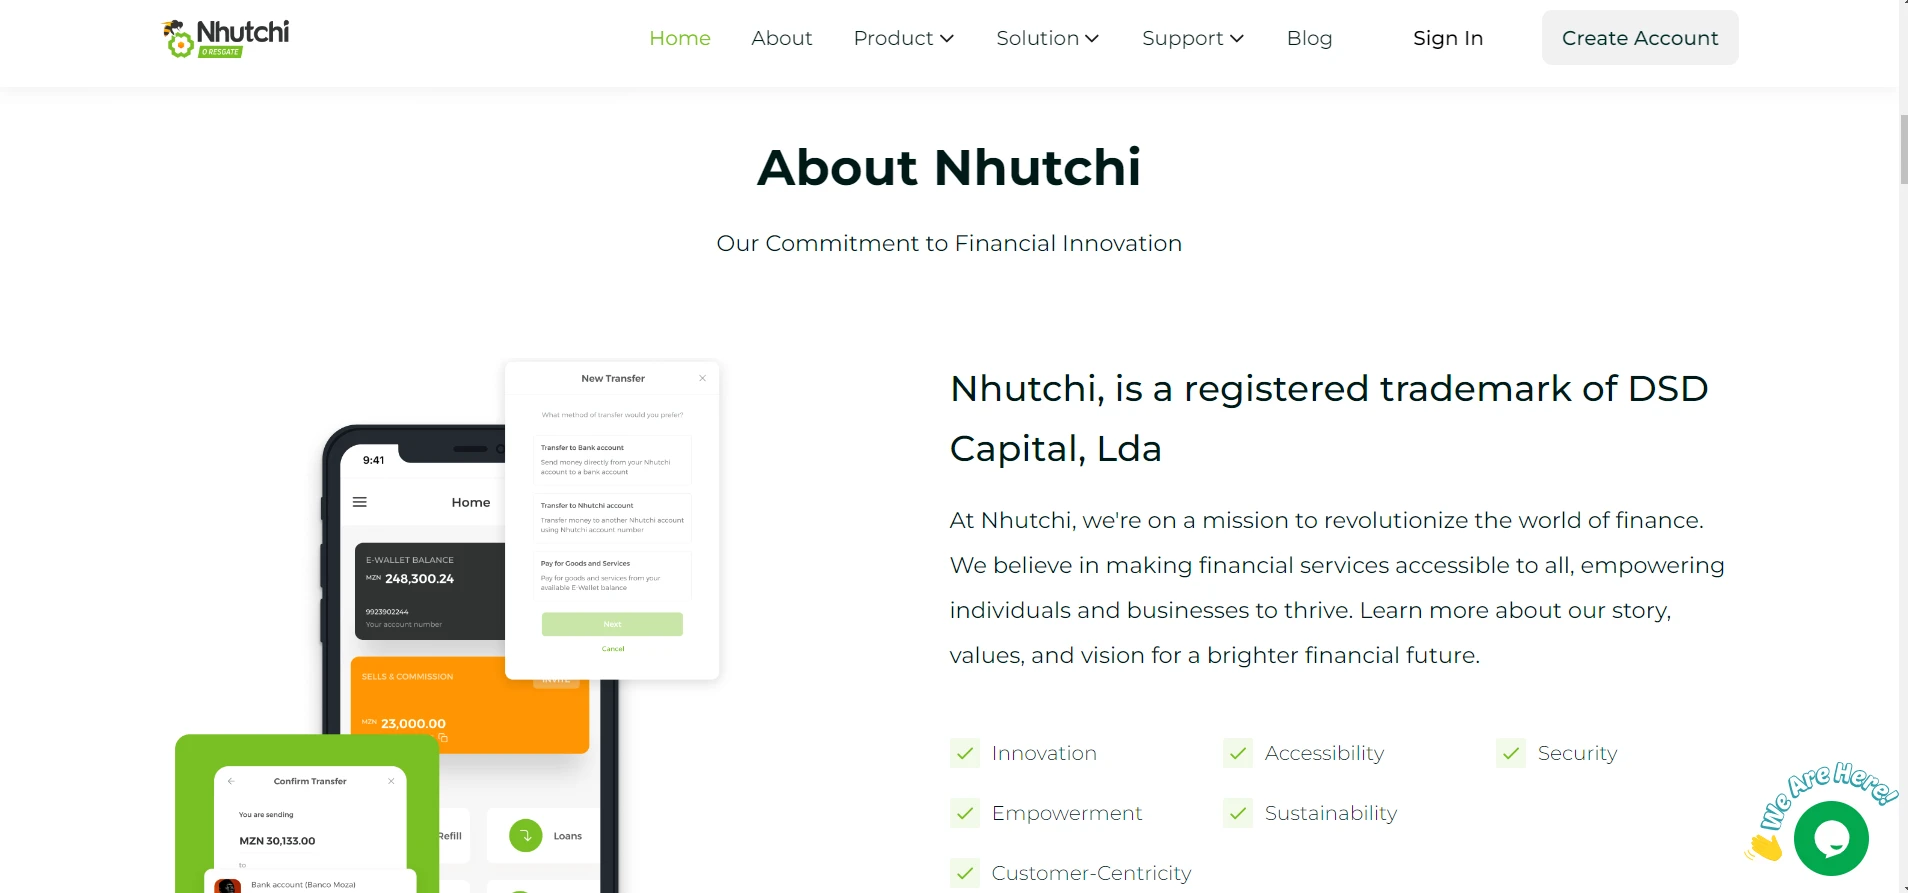 Nhutchi
O RESGATE
Home About Product Solution Support Blog Sign In Create Account
About Nhutchi
Our Commitment to Financial Innovation
New Transfer
What method of transfer would you prefer?
Transfer to Bank account
Send money directly from your Nhutchi
account to a bank account
Transfer to Nhutchi account
Transfer money to another Nhutchi account
using Nhutchi account number
Pay for Goods and Services
Pay for goods and services from your
available E-Wallet balance
Next
Cancel
9:41
Home
E-WALLET BALANCE
MZN 248,300.24
9923902244
Your account number
SELLS & COMMISSION
INVITE
MZN 23,000.00
Refill
Loans
Confirm Transfer
You are sending
MZN 30,133.00
to
Bank account (Banco Moza)
Nhutchi, is a registered trademark of DSD
Capital, Lda
At Nhutchi, we're on a mission to revolutionize the world of finance.
We believe in making financial services accessible to all, empowering
individuals and businesses to thrive. Learn more about our story,
values, and vision for a brighter financial future.
Innovation Accessibility Security
Empowerment Sustainability
Customer-Centricity
We Are Here!